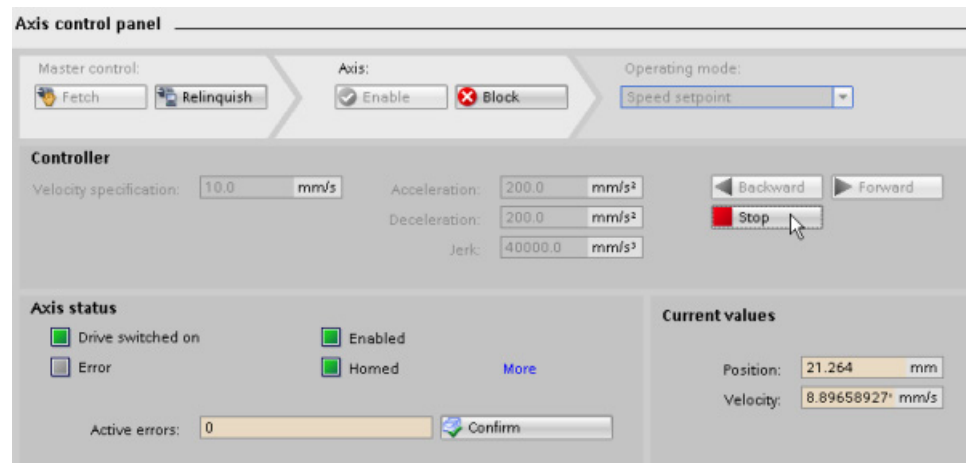 Axis control panel
Master control:
Fetch
Relinquish
Axis:
Enable
Block
Operating mode:
Speed setpoint
Controller
Velocity specification: 10.0 mm/s
Acceleration: 200.0 mm/s²
Deceleration: 200.0 mm/s²
Jerk: 40000.0 mm/s³
Backward
Forward
Stop
Axis status
Drive switched on
Enabled
Error
Homed
More
Active errors: 0
Confirm
Current values
Position: 21.264 mm
Velocity: 8.89658927 mm/s